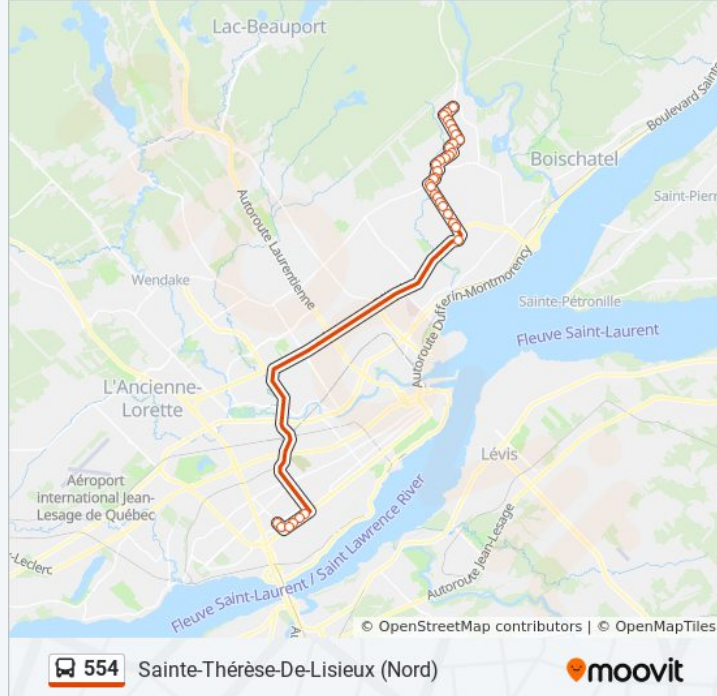 Lac-Beauport
Boulevard Sainte
Boischatel
Saint-Pierr
Autoroute Laurentienne
Wendake
Autoroute Dufferin-Montmorency
Sainte-Pétronille
Fleuve Saint-Laurent
L'Ancienne-
Lorette
Lévis
Aéroport
international Jean-
Lesage de Québec
-Leclerc
Autoroute Jean-Lesage
Fleuve Saint-Laurent / Saint Lawrence River
A
© OpenStreetMap contributors | © OpenMapTiles
554 Sainte-Thérèse-De-Lisieux (Nord)
moovit